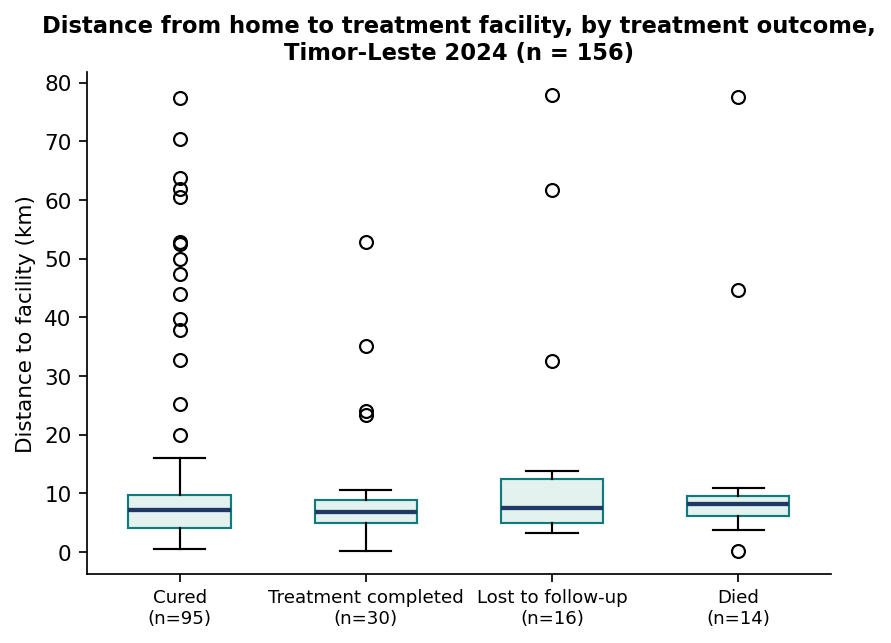 Distance from home to treatment facility, by treatment outcome,
Timor-Leste 2024 (n = 156)
Distance to facility (km)
80
70
60
50
40
30
20
10
0
Cured
(n=95)
Treatment completed
(n=30)
Lost to follow-up
(n=16)
Died
(n=14)